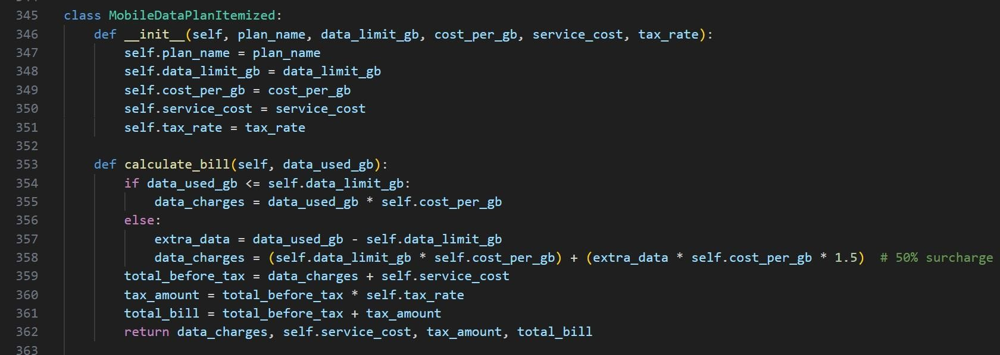 345 class MobileDataPlanItemized:
346     def __init__(self, plan_name, data_limit_gb, cost_per_gb, service_cost, tax_rate):
347         self.plan_name = plan_name
348         self.data_limit_gb = data_limit_gb
349         self.cost_per_gb = cost_per_gb
350         self.service_cost = service_cost
351         self.tax_rate = tax_rate
352
353     def calculate_bill(self, data_used_gb):
354         if data_used_gb <= self.data_limit_gb:
355             data_charges = data_used_gb * self.cost_per_gb
356         else:
357             extra_data = data_used_gb - self.data_limit_gb
358             data_charges = (self.data_limit_gb * self.cost_per_gb) + (extra_data * self.cost_per_gb * 1.5)  # 50% surcharge
359         total_before_tax = data_charges + self.service_cost
360         tax_amount = total_before_tax * self.tax_rate
361         total_bill = total_before_tax + tax_amount
362         return data_charges, self.service_cost, tax_amount, total_bill
363